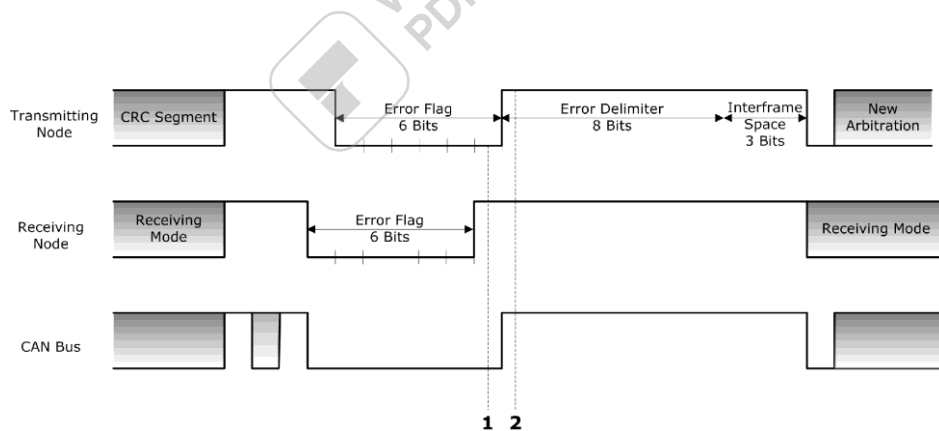 PDF
Transmitting
Node
CRC Segment
Error Flag
6 Bits
Error Delimiter
8 Bits
Interframe
Space
3 Bits
New
Arbitration
Receiving
Node
Receiving
Mode
Error Flag
6 Bits
Receiving Mode
CAN Bus
1 2